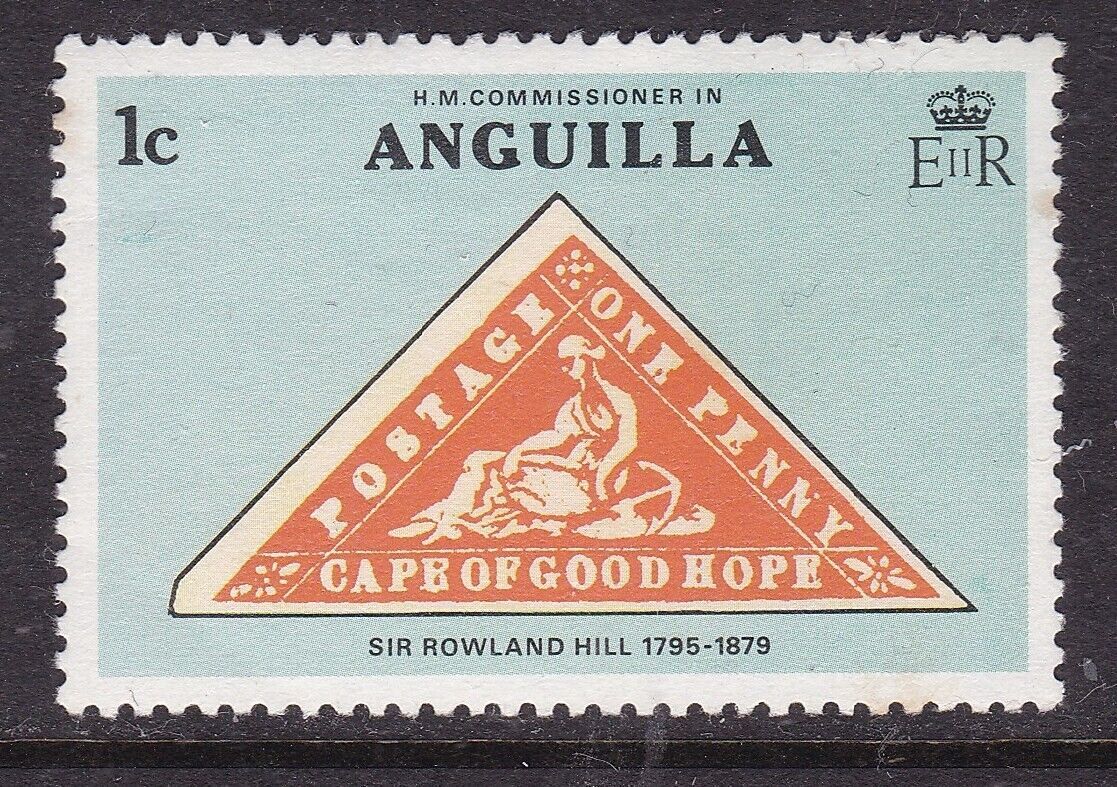 1c
H.M.COMMISSIONER IN
ANGUILLA
EIIR
POSTAGE
ONE PENNY
CAPE OF GOOD HOPE
SIR ROWLAND HILL 1795-1879